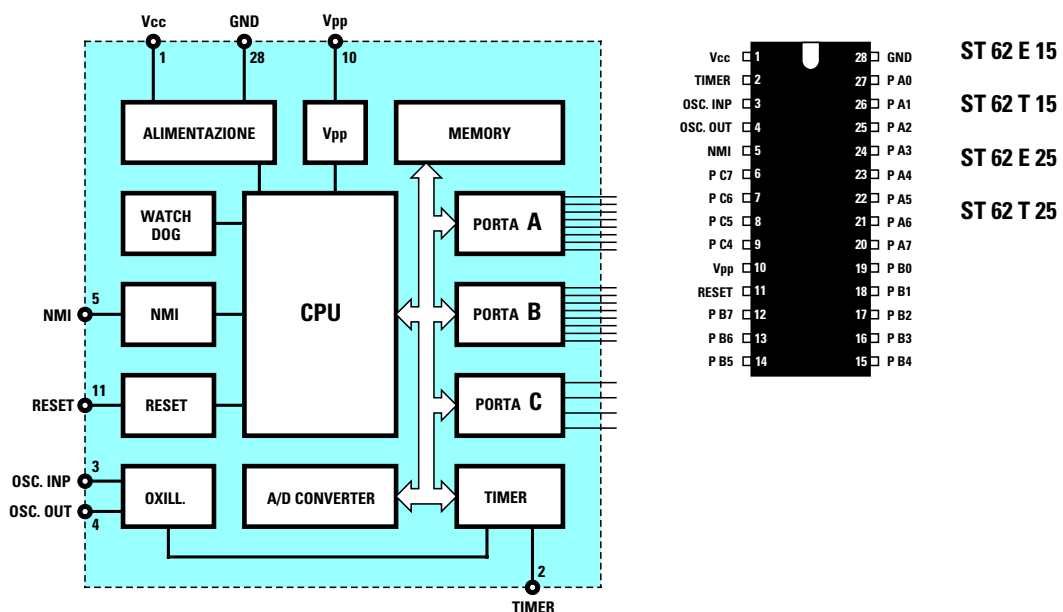 Vcc GND Vpp
1 28 10
ALIMENTAZIONE
Vpp
MEMORY
WATCH
DOG
PORTA A
CPU
NMI 5
NMI
PORTA B
RESET 11
RESET
PORTA C
OSC. INP 3
OSC. OUT 4
OXILL.
A/D CONVERTER
TIMER
2
TIMER
Vcc 1 28 GND
TIMER 2 27 P A0
OSC. INP 3 26 P A1
OSC. OUT 4 25 P A2
NMI 5 24 P A3
P C7 6 23 P A4
P C6 7 22 P A5
P C5 8 21 P A6
P C4 9 20 P A7
Vpp 10 19 P B0
RESET 11 18 P B1
P B7 12 17 P B2
P B6 13 16 P B3
P B5 14 15 P B4
ST 62 E 15
ST 62 T 15
ST 62 E 25
ST 62 T 25